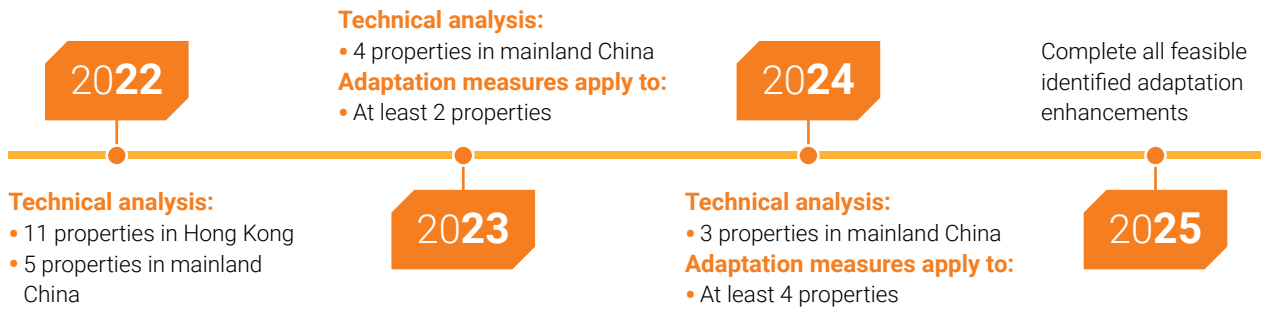 2022
Technical analysis:
• 11 properties in Hong Kong
• 5 properties in mainland
China
Technical analysis:
• 4 properties in mainland China
Adaptation measures apply to:
• At least 2 properties
2023
2024
Technical analysis:
• 3 properties in mainland China
Adaptation measures apply to:
• At least 4 properties
Complete all feasible
identified adaptation
enhancements
2025